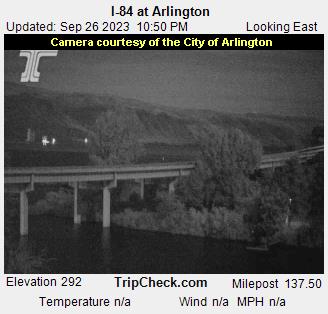 I-84 at Arlington
Updated: Sep 26 2023 10:50 PM Looking East
Camera courtesy of the City of Arlington
Elevation 292 TripCheck.com Milepost 137.50
Temperature n/a Wind n/a MPH n/a